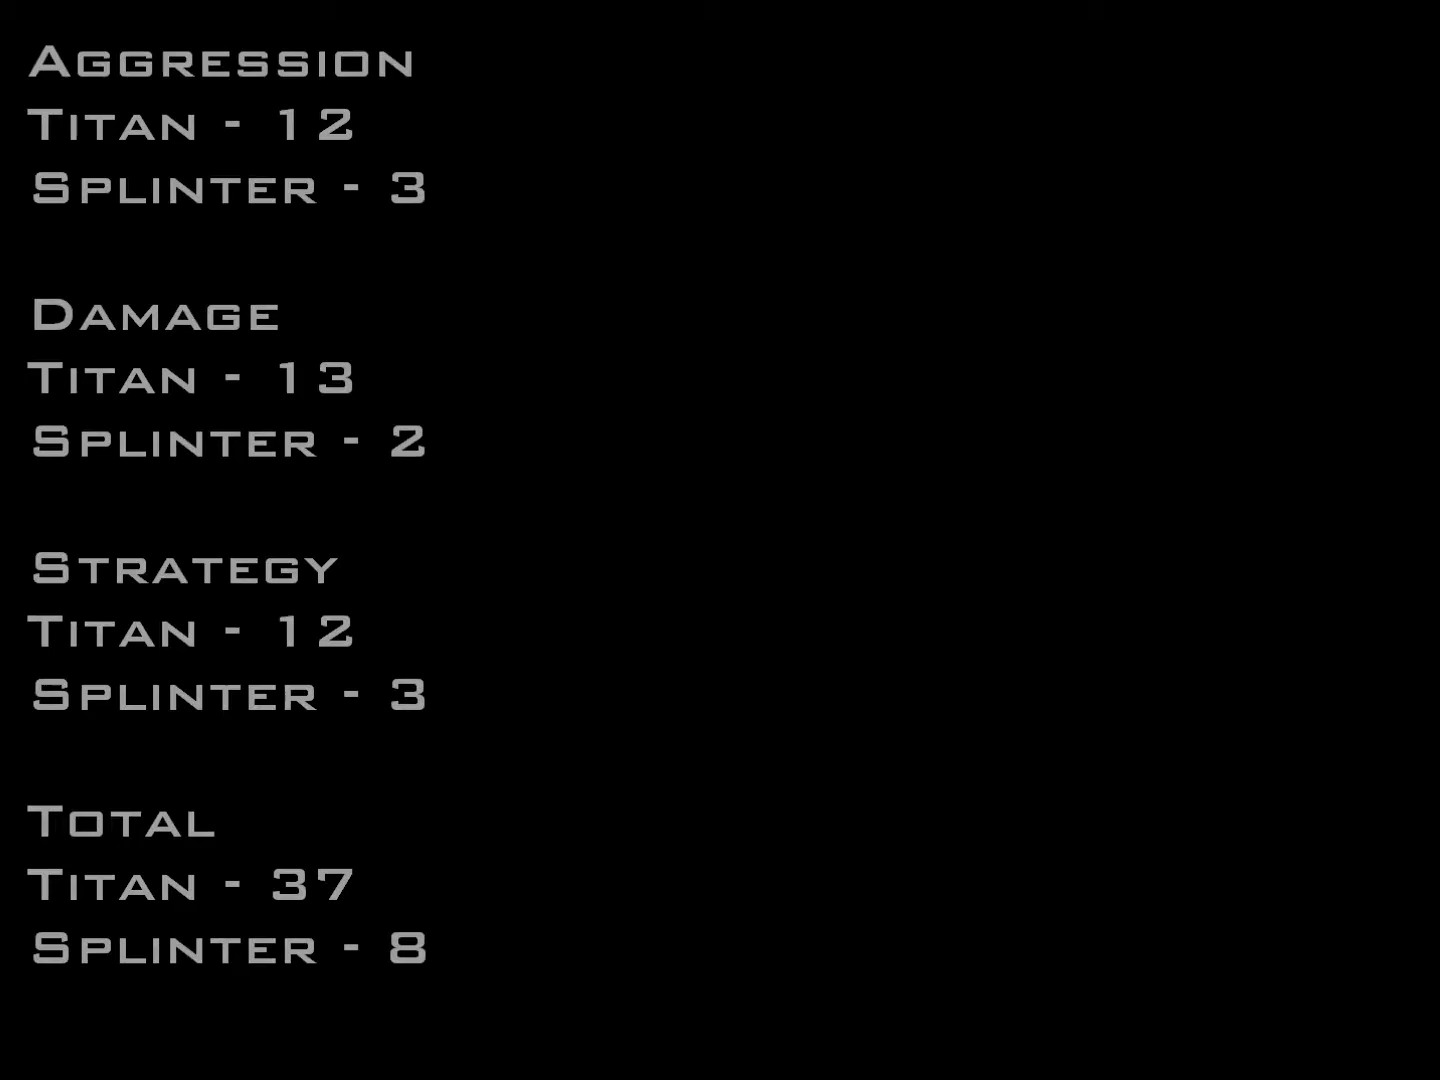 Aggression
Titan - 12
Splinter - 3
Damage
Titan - 13
Splinter - 2
Strategy
Titan - 12
Splinter - 3
Total
Titan - 37
Splinter - 8